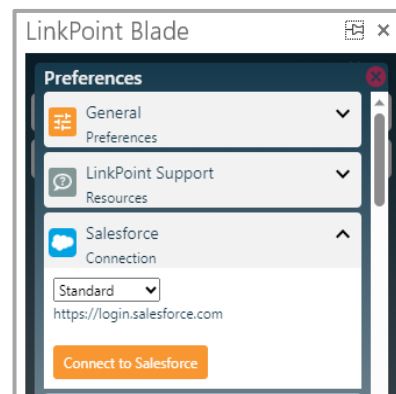 LinkPoint Blade
Preferences
General
Preferences
LinkPoint Support
Resources
Salesforce
Connection
Standard
https://login.salesforce.com
Connect to Salesforce